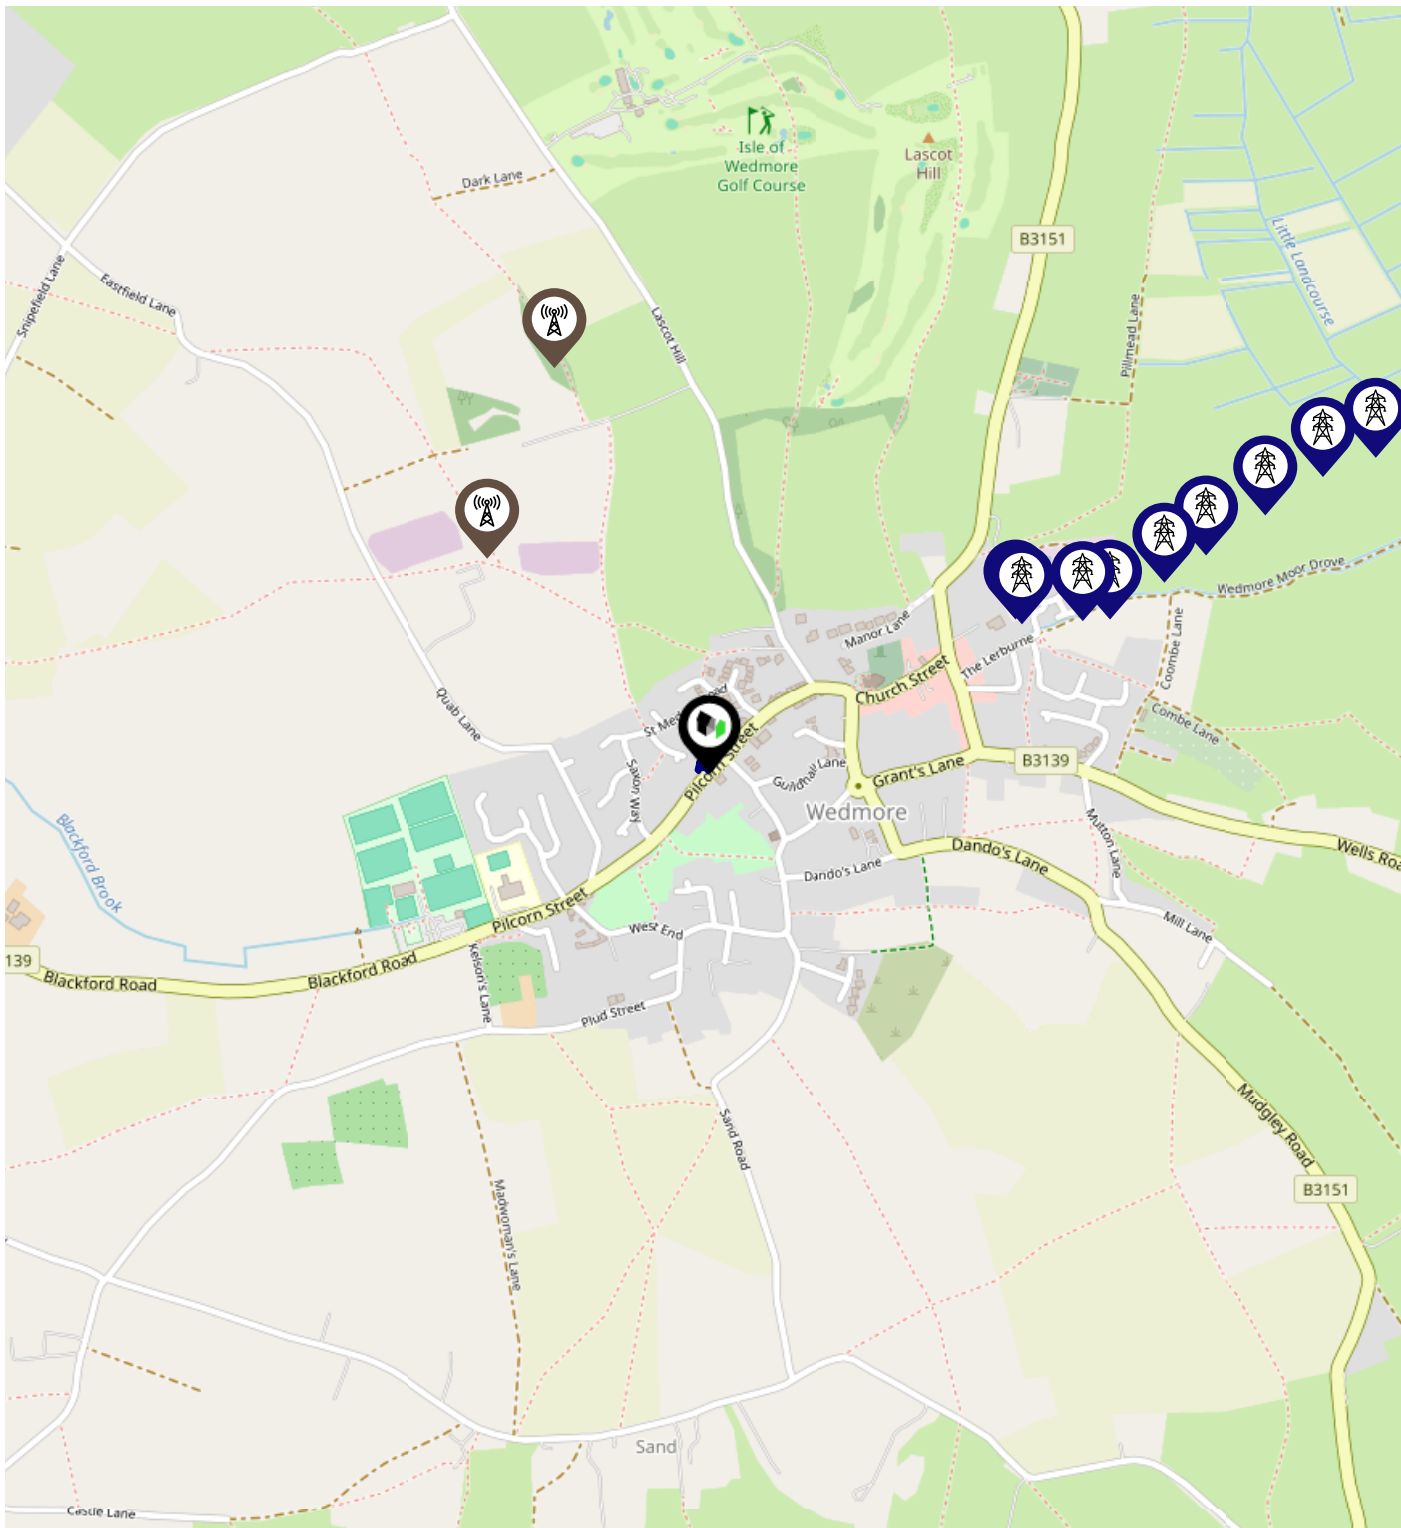 Dark Lane
Isle of
Wedmore
Golf Course
Lascot
Hill
B3151
Snipefield Lane
Eastfield Lane
Little Landcourse
Lascot Hill
Pillmead Lane
Wedmore Moor Drove
Manor Lane
The Lerburne
Coombe Lane
Church Street
Quab Lane
Combe Lane
Pilcorn Street
Saxon Way
Guildhall Lane
Grant's Lane
B3139
Wedmore
Blackford Brook
Mutton Lane
Dando's Lane
Dando's Lane
Wells Roa
Pilcorn Street
West End
Mill Lane
139
Blackford Road
Blackford Road
Kelson's Lane
Plud Street
Mudgley Road
Sand Road
B3151
Madwoman's Lane
Sand
Castle Lane